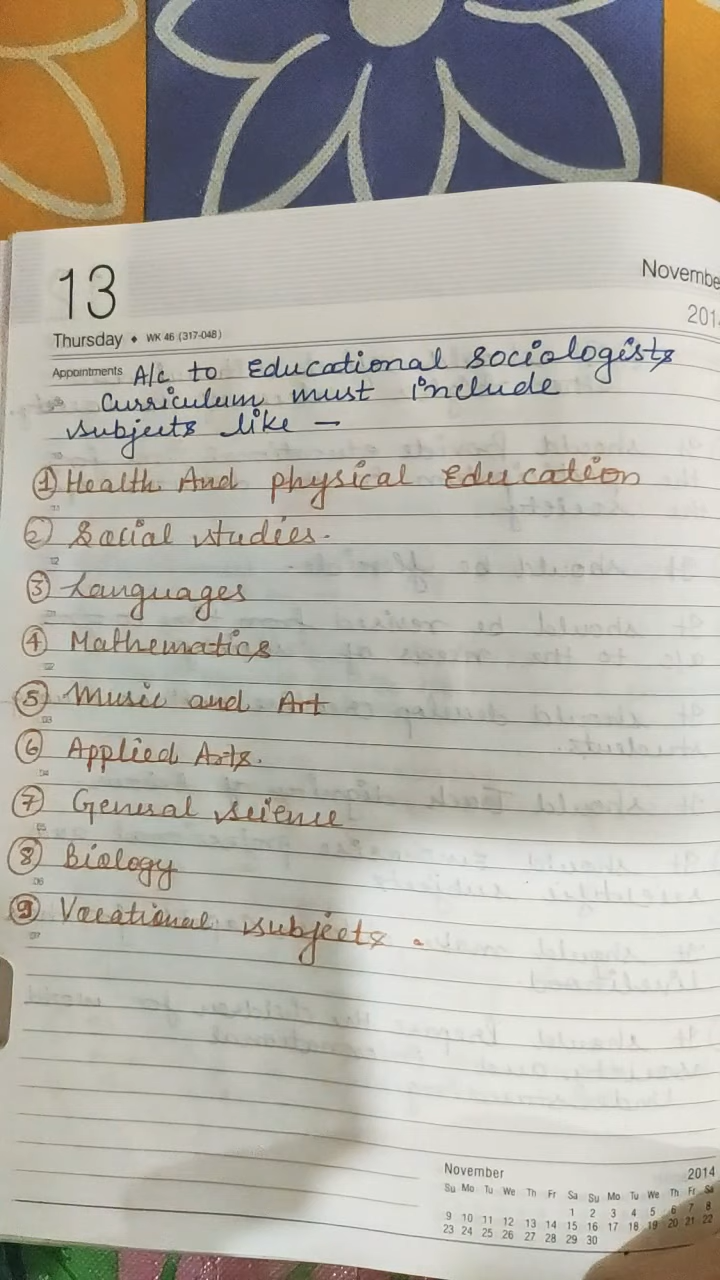 13
November
2014
Thursday ♦ WK 46 (317-048)
Appointments A/c to Educational Sociologists
Curriculum must include
subjects like —
① Health And physical Education
② Social studies.
③ Languages
④ Mathematics
⑤ Music and Art
⑥ Applied Arts.
⑦ General science
⑧ Biology
⑨ Vocational subjects.
November 2014
Su Mo Tu We Th Fr Sa Su Mo Tu We Th Fr Sa
1 2 3 4 5 6 7 8
9 10 11 12 13 14 15 16 17 18 19 20 21 22
23 24 25 26 27 28 29 30